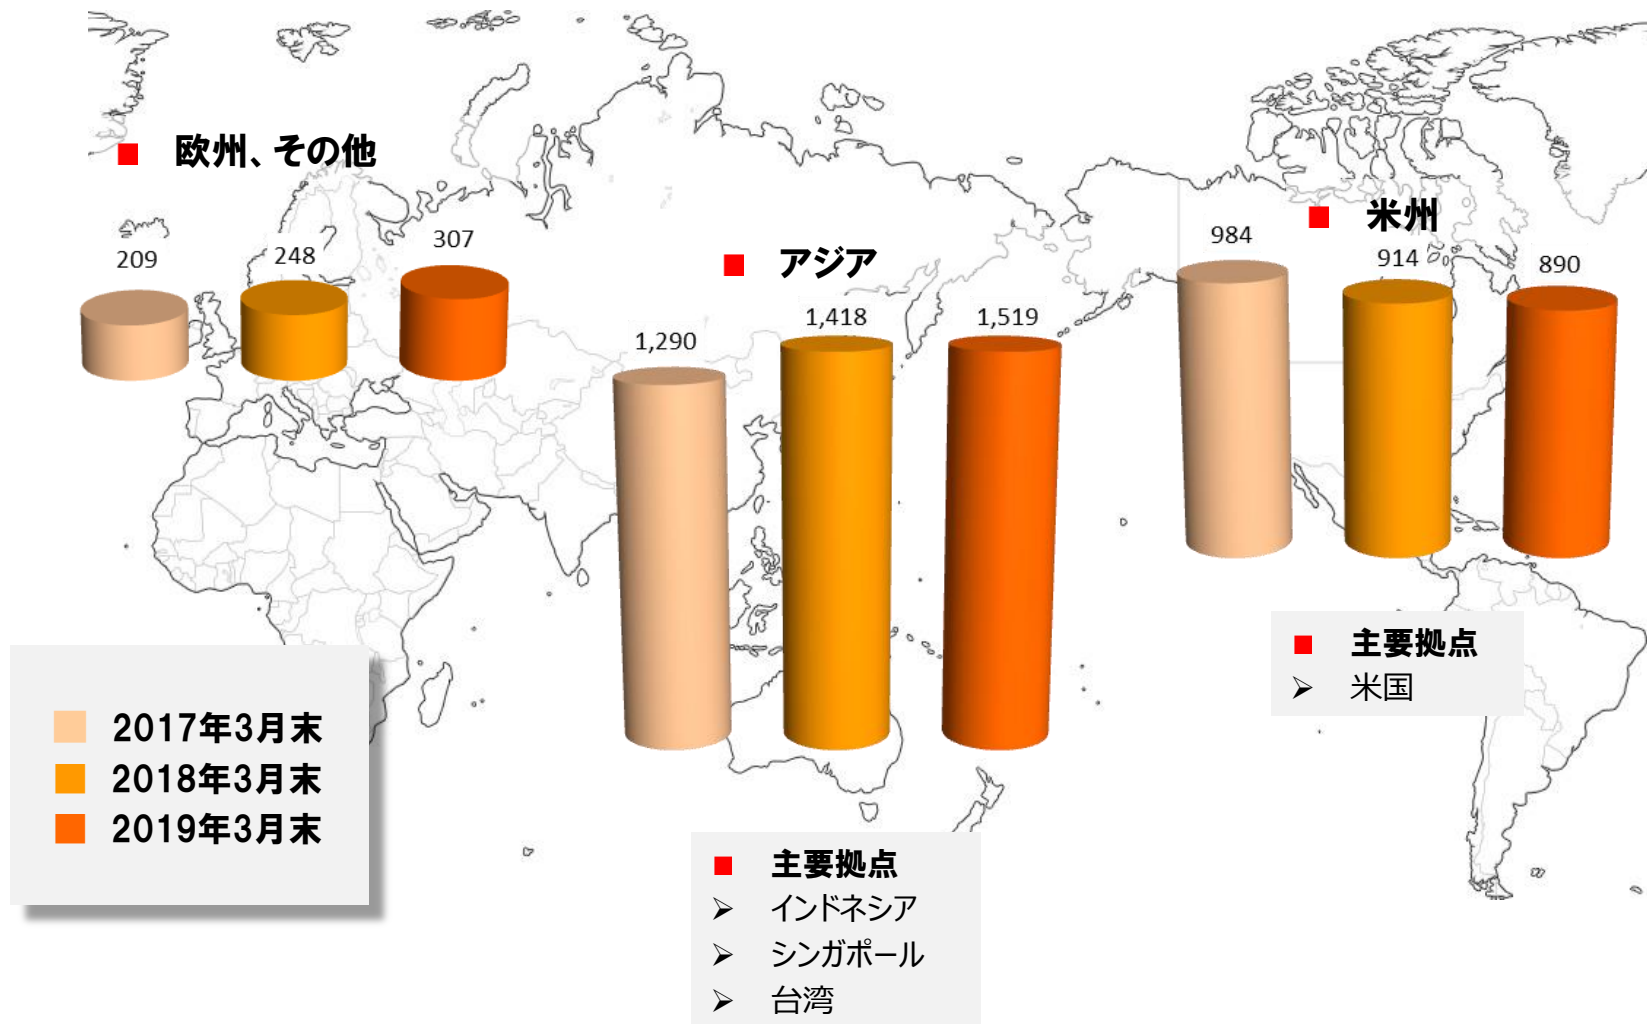 欧州、その他
209
248
307
アジア
1,290
1,418
1,519
米州
984
914
890
主要拠点
米国
2017年3月末
2018年3月末
2019年3月末
主要拠点
インドネシア
シンガポール
台湾